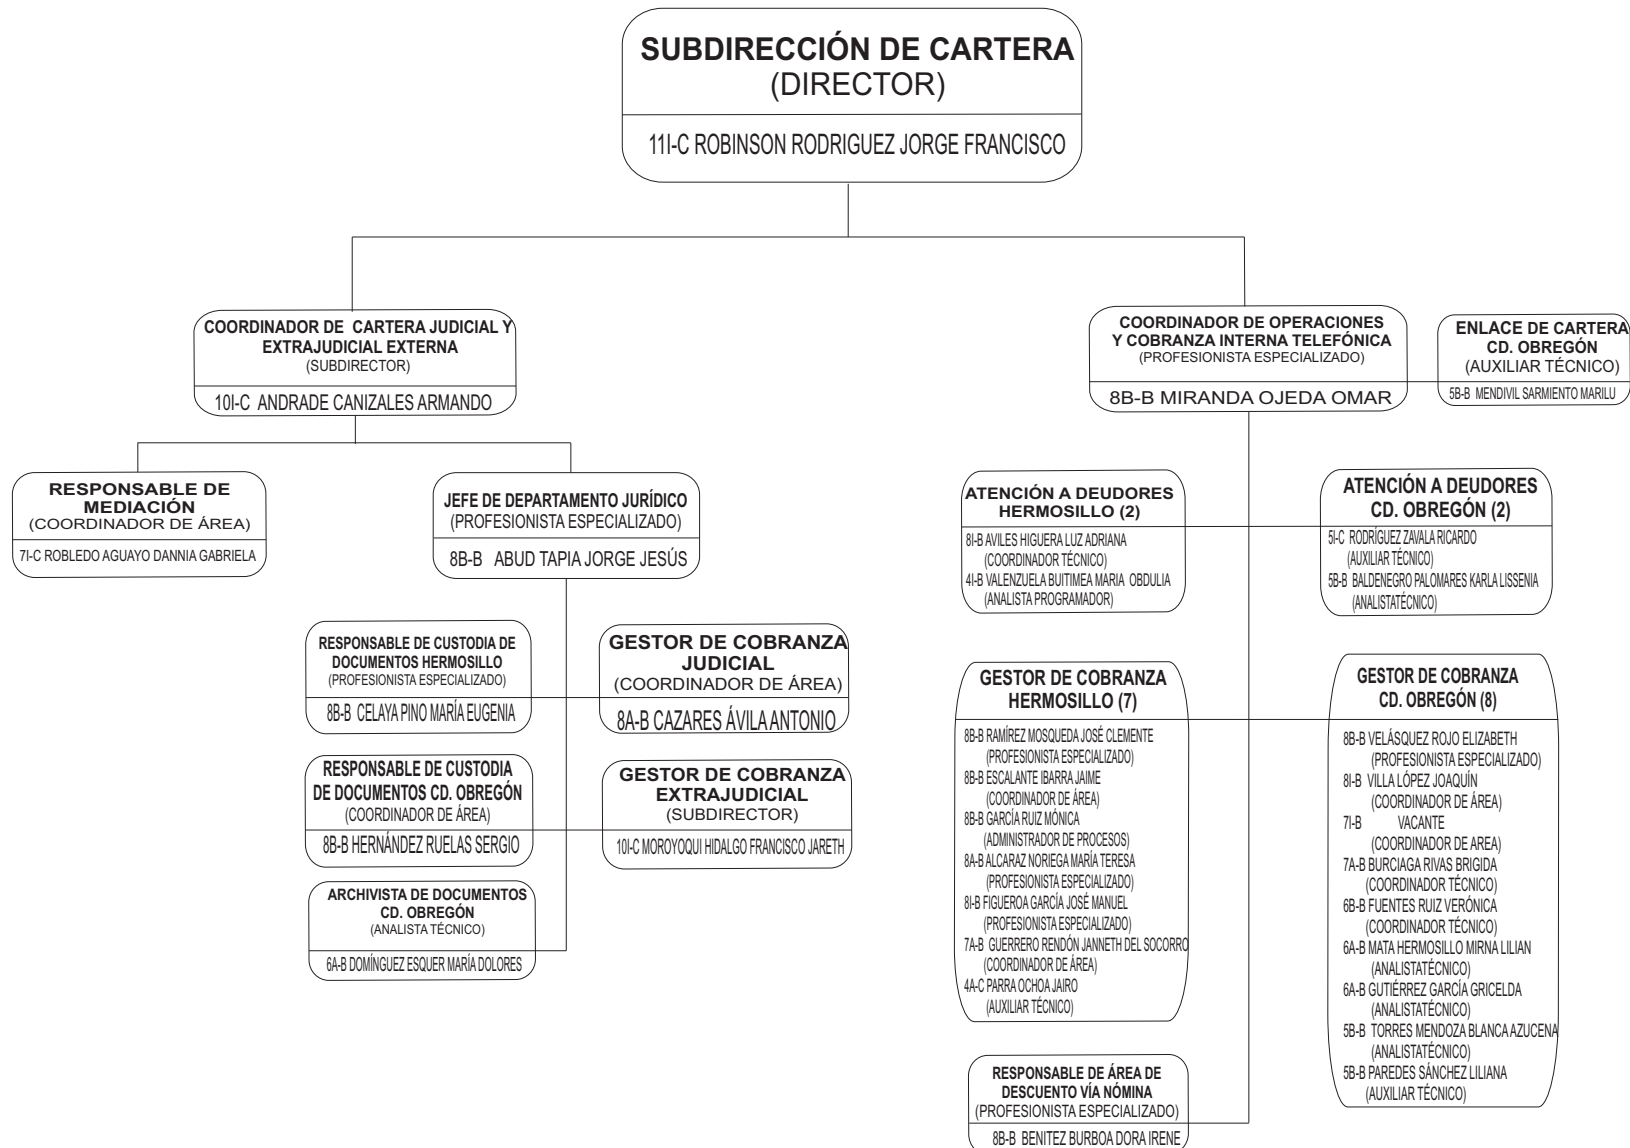 SUBDIRECCIÓN DE CARTERA
(DIRECTOR)
11I-C ROBINSON RODRIGUEZ JORGE FRANCISCO
COORDINADOR DE CARTERA JUDICIAL Y
EXTRAJUDICIAL EXTERNA
(SUBDIRECTOR)
10I-C ANDRADE CANIZALES ARMANDO
COORDINADOR DE OPERACIONES
Y COBRANZA INTERNA TELEFÓNICA
(PROFESIONISTA ESPECIALIZADO)
8B-B MIRANDA OJEDA OMAR
ENLACE DE CARTERA
CD. OBREGÓN
(AUXILIAR TÉCNICO)
5B-B MENDIVIL SARMIENTO MARILU
RESPONSABLE DE
MEDIACIÓN
(COORDINADOR DE ÁREA)
7I-C ROBLEDO AGUAYO DANNIA GABRIELA
JEFE DE DEPARTAMENTO JURÍDICO
(PROFESIONISTA ESPECIALIZADO)
8B-B ABUD TAPIA JORGE JESÚS
RESPONSABLE DE CUSTODIA DE
DOCUMENTOS HERMOSILLO
(PROFESIONISTA ESPECIALIZADO)
8B-B CELAYA PINO MARÍA EUGENIA
GESTOR DE COBRANZA
JUDICIAL
(COORDINADOR DE ÁREA)
8A-B CAZARES ÁVILA ANTONIO
RESPONSABLE DE CUSTODIA
DE DOCUMENTOS CD. OBREGÓN
(COORDINADOR DE ÁREA)
8B-B HERNÁNDEZ RUELAS SERGIO
GESTOR DE COBRANZA
EXTRAJUDICIAL
(SUBDIRECTOR)
10I-C MOROYOQUI HIDALGO FRANCISCO JARETH
ARCHIVISTA DE DOCUMENTOS
CD. OBREGÓN
(ANALISTA TÉCNICO)
6A-B DOMÍNGUEZ ESQUER MARÍA DOLORES
ATENCIÓN A DEUDORES
HERMOSILLO (2)
8I-B AVILES HIGUERA LUZ ADRIANA
(COORDINADOR TÉCNICO)
4I-B VALENZUELA BUITIMEA MARIA OBDULIA
(ANALISTA PROGRAMADOR)
ATENCIÓN A DEUDORES
CD. OBREGÓN (2)
5I-C RODRÍGUEZ ZAVALA RICARDO
(AUXILIAR TÉCNICO)
5B-B BALDENEGRO PALOMARES KARLA LISSENIA
(ANALISTATÉCNICO)
GESTOR DE COBRANZA
HERMOSILLO (7)
8B-B RAMÍREZ MOSQUEDA JOSÉ CLEMENTE
(PROFESIONISTA ESPECIALIZADO)
8B-B ESCALANTE IBARRA JAIME
(COORDINADOR DE ÁREA)
8B-B GARCÍA RUIZ MÓNICA
(ADMINISTRADOR DE PROCESOS)
8A-B ALCARAZ NORIEGA MARÍA TERESA
(PROFESIONISTA ESPECIALIZADO)
8I-B FIGUEROA GARCÍA JOSÉ MANUEL
(PROFESIONISTA ESPECIALIZADO)
7A-B GUERRERO RENDÓN JANNETH DEL SOCORRO
(COORDINADOR DE ÁREA)
4A-C PARRA OCHOA JAIRO
(AUXILIAR TÉCNICO)
GESTOR DE COBRANZA
CD. OBREGÓN (8)
8B-B VELÁSQUEZ ROJO ELIZABETH
(PROFESIONISTA ESPECIALIZADO)
8I-B VILLA LÓPEZ JOAQUÍN
(COORDINADOR DE ÁREA)
7I-B VACANTE
(COORDINADOR DE AREA)
7A-B BURCIAGA RIVAS BRIGIDA
(COORDINADOR TÉCNICO)
6B-B FUENTES RUIZ VERÓNICA
(COORDINADOR TÉCNICO)
6A-B MATA HERMOSILLO MIRNA LILIAN
(ANALISTATÉCNICO)
6A-B GUTIÉRREZ GARCÍA GRICELDA
(ANALISTATÉCNICO)
5B-B TORRES MENDOZA BLANCA AZUCENA
(ANALISTATÉCNICO)
5B-B PAREDES SÁNCHEZ LILIANA
(AUXILIAR TÉCNICO)
RESPONSABLE DE ÁREA DE
DESCUENTO VÍA NÓMINA
(PROFESIONISTA ESPECIALIZADO)
8B-B BENITEZ BURBOA DORA IRENE